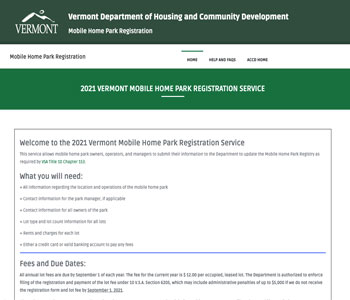 VERMONT
Vermont Department of Housing and Community Development
Mobile Home Park Registration
Mobile Home Park Registration
HOME
HELP AND FAQS
ACCD HOME
2021 VERMONT MOBILE HOME PARK REGISTRATION SERVICE
Welcome to the 2021 Vermont Mobile Home Park Registration Service
This service allows mobile home park owners, operators, and managers to submit their information to the Department to update the Mobile Home Park Registry as
required by VSA Title 10 Chapter 153.
What you will need:
• All information regarding the location and operations of the mobile home park
• Contact information for the park manager, if applicable
• Contact information for all owners of the park
• Lot type and lot count information for all lots
• Rents and charges for each lot
• Either a credit card or valid banking account to pay any fees
Fees and Due Dates:
All annual lot fees are due by September 1 of each year. The fee for the current year is $ 12.00 per occupied, leased lot. The Department is authorized to enforce
filing of the registration and payment of the lot fee under 10 V.S.A. Section 6205, which may include administrative penalties of up to $5,000 if we do not receive
the registration form and lot fee by September 1, 2021.